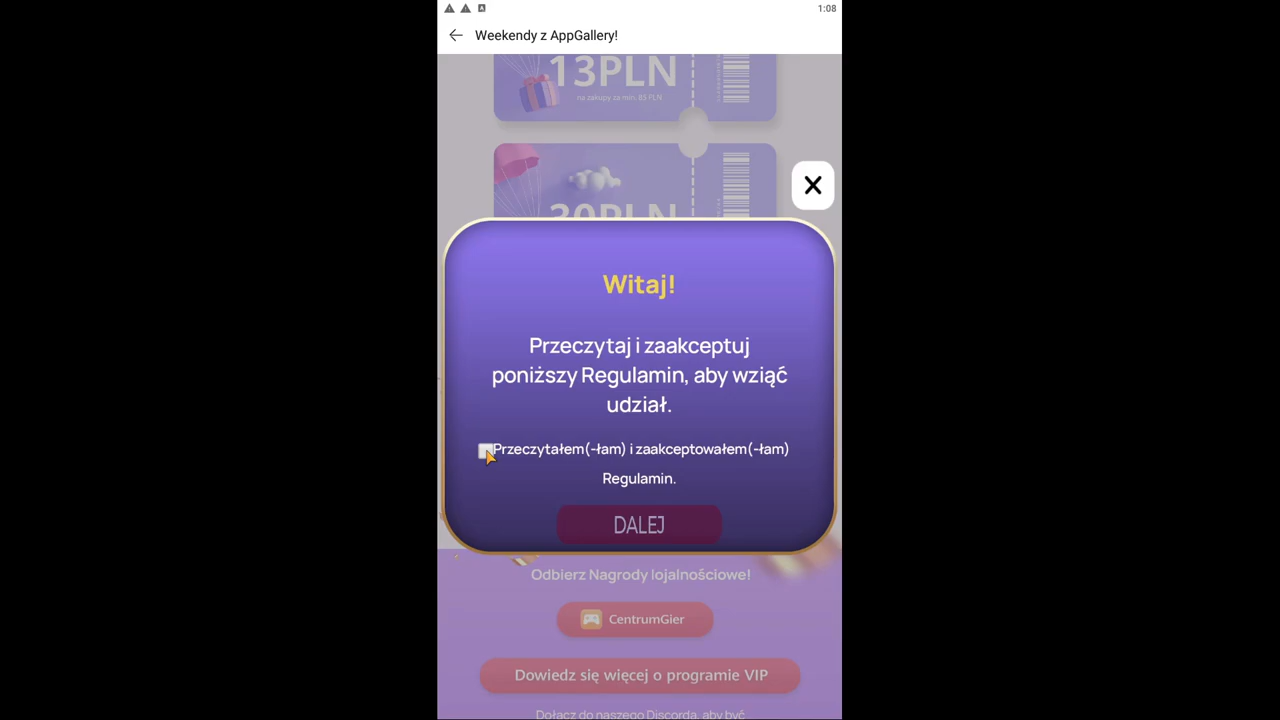 1:08
Weekendy z AppGallery!
13PLN
na zakupy za min. 85 PLN
30PLN
X
Witaj!
Przeczytaj i zaakceptuj
poniższy Regulamin, aby wziąć
udział.
Przeczytałem(-łam) i zaakceptowałem(-łam)
Regulamin.
DALEJ
Odbierz Nagrody lojalnościowe!
CentrumGier
Dowiedz się więcej o programie VIP
Dołącz do naszego Discorda, aby być